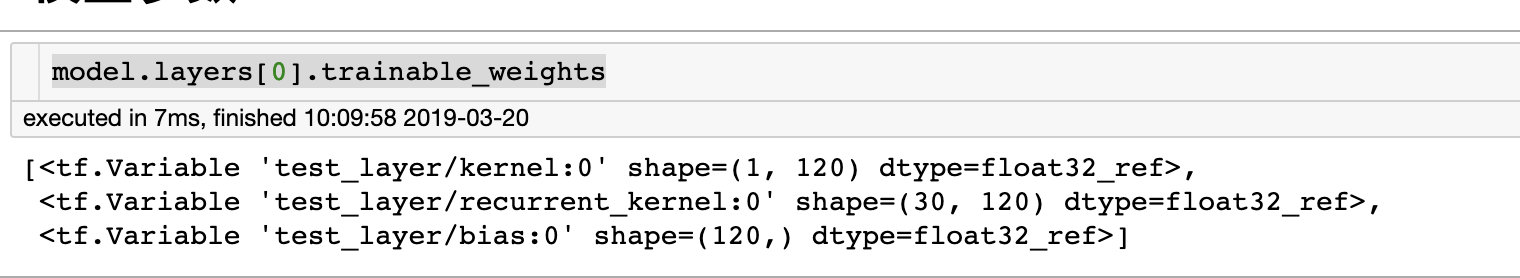 model.layers[0].trainable_weights
executed in 7ms, finished 10:09:58 2019-03-20
[<tf.Variable 'test_layer/kernel:0' shape=(1, 120) dtype=float32_ref>,
<tf.Variable 'test_layer/recurrent_kernel:0' shape=(30, 120) dtype=float32_ref>,
<tf.Variable 'test_layer/bias:0' shape=(120,) dtype=float32_ref>]